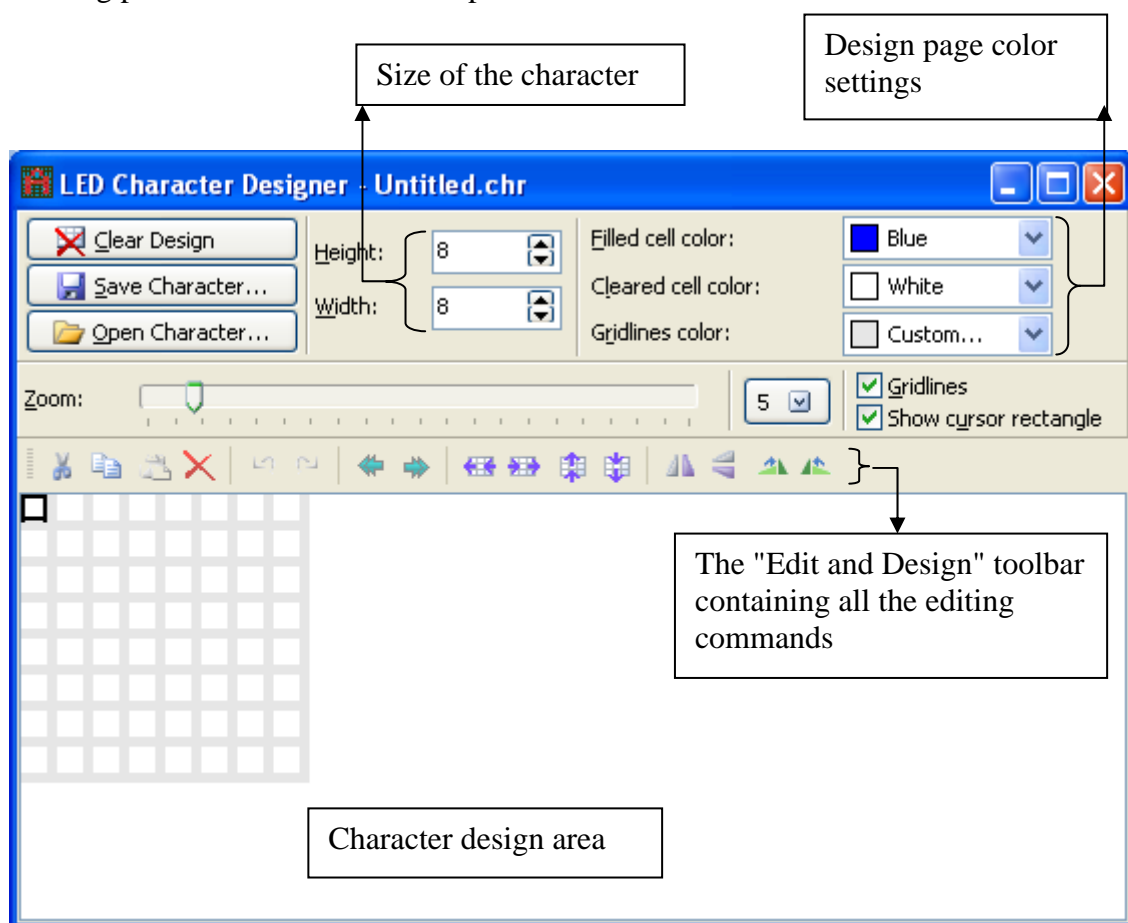 Size of the character
Design page color
settings
LED Character Designer - Untitled.chr
Clear Design
Save Character...
Open Character...
Height:
8
Width:
8
Filled cell color:
Blue
Cleared cell color:
White
Gridlines color:
Custom...
Zoom:
5
Gridlines
Show cursor rectangle
The "Edit and Design" toolbar
containing all the editing
commands
Character design area